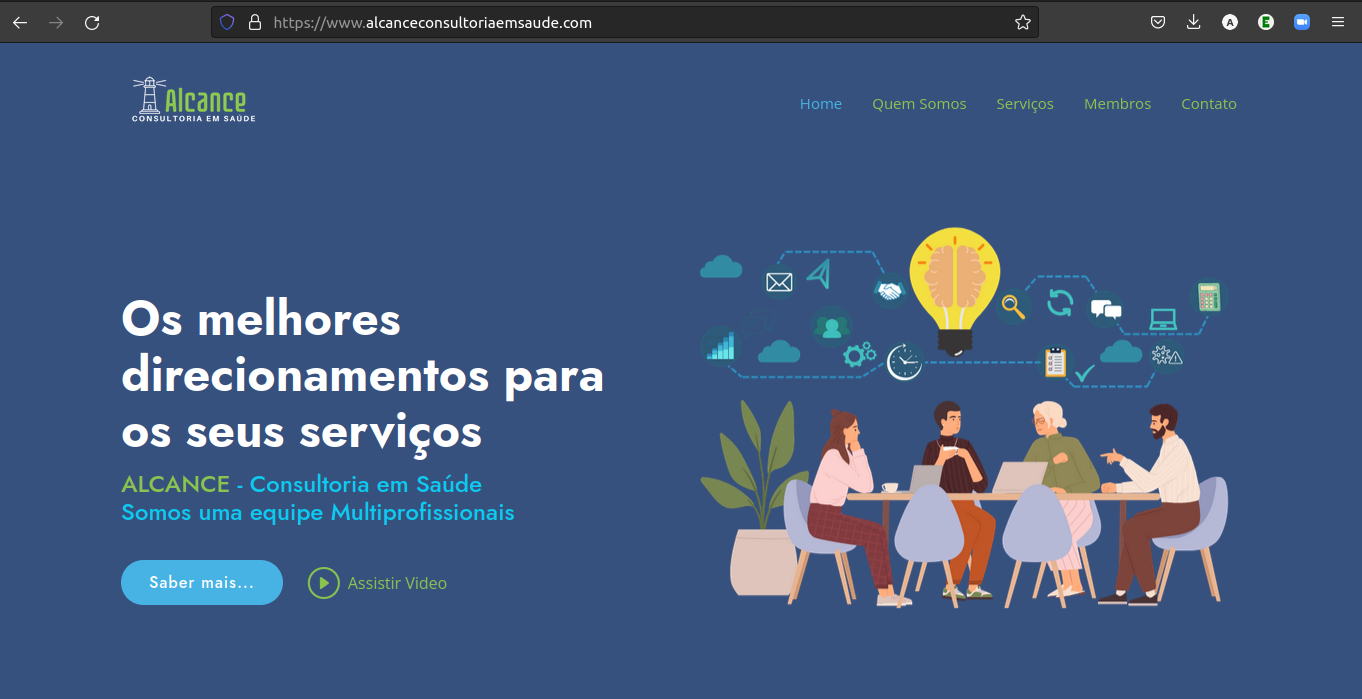 https://www.alcanceconsultoriaemsaude.com
A
E
Alcance
CONSULTORIA EM SAÚDE
Home
Quem Somos
Serviços
Membros
Contato
Os melhores
direcionamentos para
os seus serviços
ALCANCE - Consultoria em Saúde
Somos uma equipe Multiprofissionais
Saber mais...
Assistir Video